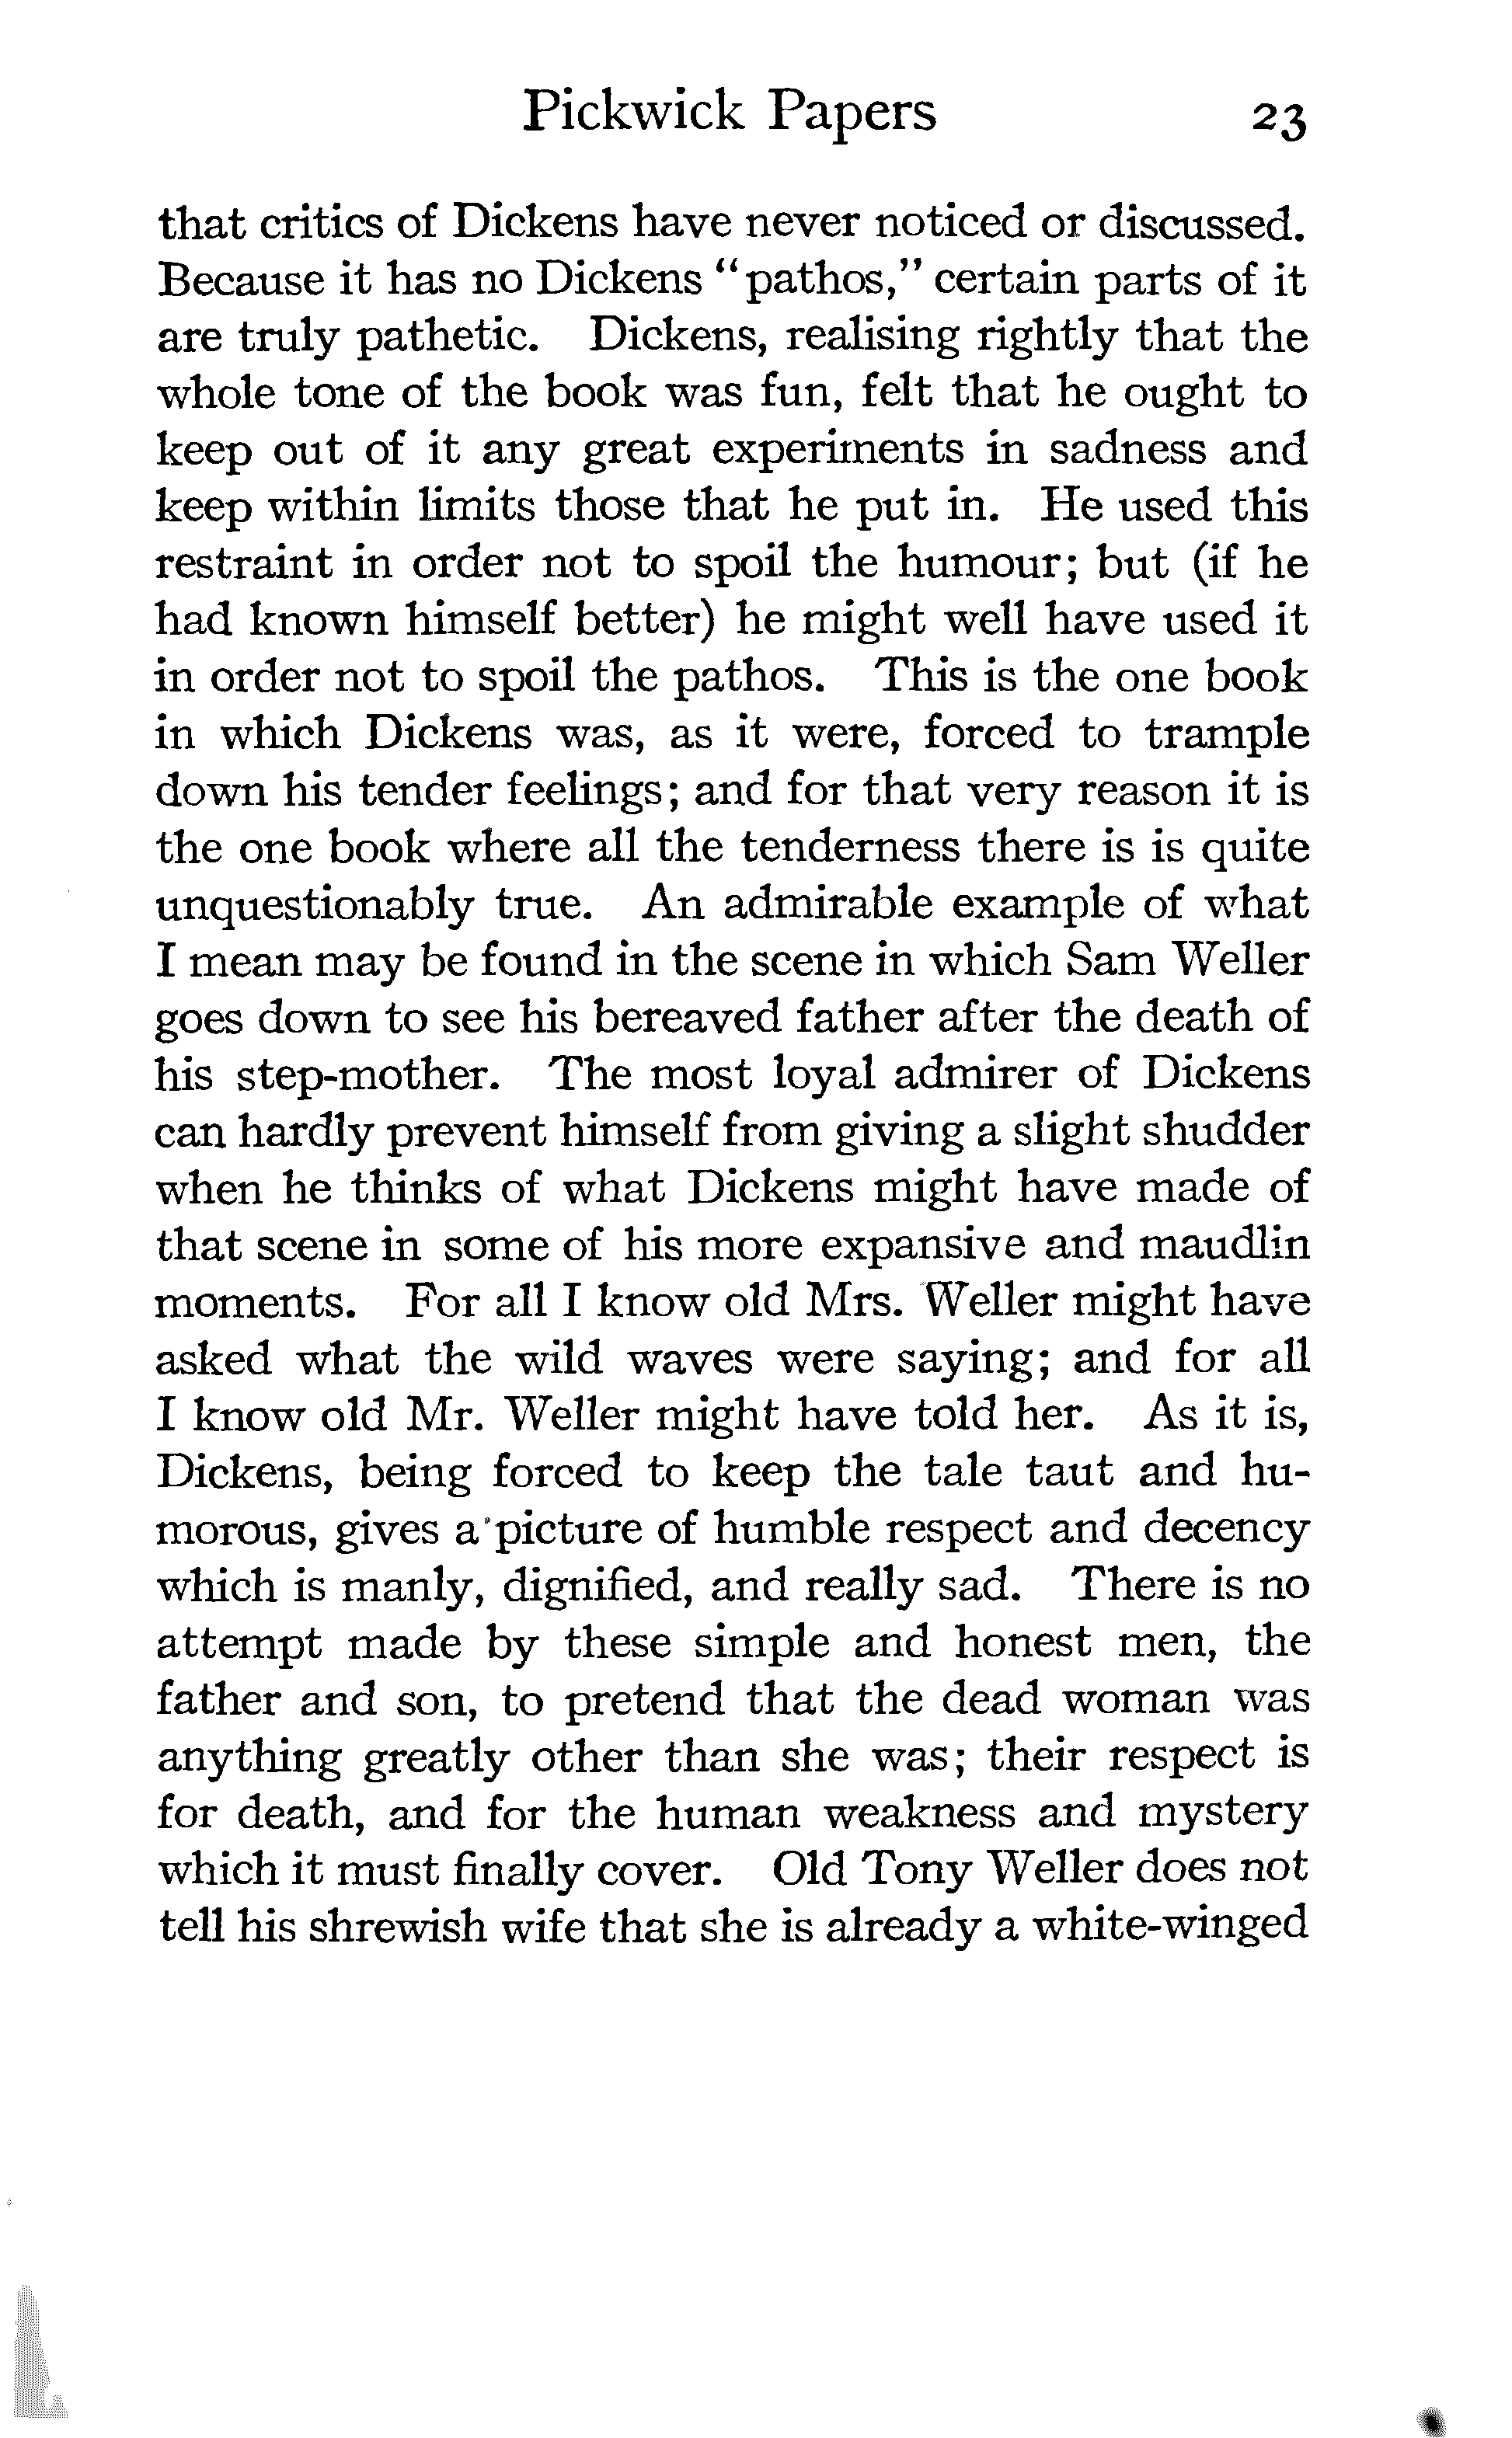 Pickwick Papers 23
that critics of Dickens have never noticed or discussed.
Because it has no Dickens "pathos," certain parts of it
are truly pathetic. Dickens, realising rightly that the
whole tone of the book was fun, felt that he ought to
keep out of it any great experiments in sadness and
keep within limits those that he put in. He used this
restraint in order not to spoil the humour; but (if he
had known himself better) he might well have used it
in order not to spoil the pathos. This is the one book
in which Dickens was, as it were, forced to trample
down his tender feelings; and for that very reason it is
the one book where all the tenderness there is is quite
unquestionably true. An admirable example of what
I mean may be found in the scene in which Sam Weller
goes down to see his bereaved father after the death of
his step-mother. The most loyal admirer of Dickens
can hardly prevent himself from giving a slight shudder
when he thinks of what Dickens might have made of
that scene in some of his more expansive and maudlin
moments. For all I know old Mrs. Weller might have
asked what the wild waves were saying; and for all
I know old Mr. Weller might have told her. As it is,
Dickens, being forced to keep the tale taut and hu-
morous, gives a picture of humble respect and decency
which is manly, dignified, and really sad. There is no
attempt made by these simple and honest men, the
father and son, to pretend that the dead woman was
anything greatly other than she was; their respect is
for death, and for the human weakness and mystery
which it must finally cover. Old Tony Weller does not
tell his shrewish wife that she is already a white-winged